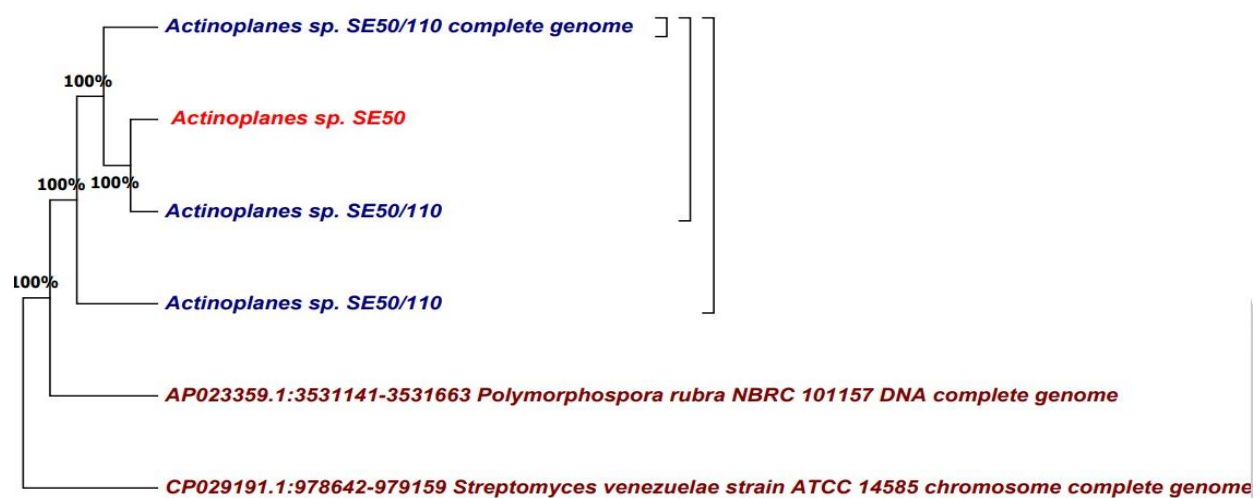 Actinoplanes sp. SE50/110 complete genome
100%
Actinoplanes sp. SE50
100% 100%
Actinoplanes sp. SE50/110
100%
Actinoplanes sp. SE50/110
AP023359.1:3531141-3531663 Polymorphospora rubra NBRC 101157 DNA complete genome
CP029191.1:978642-979159 Streptomyces venezuelae strain ATCC 14585 chromosome complete genome